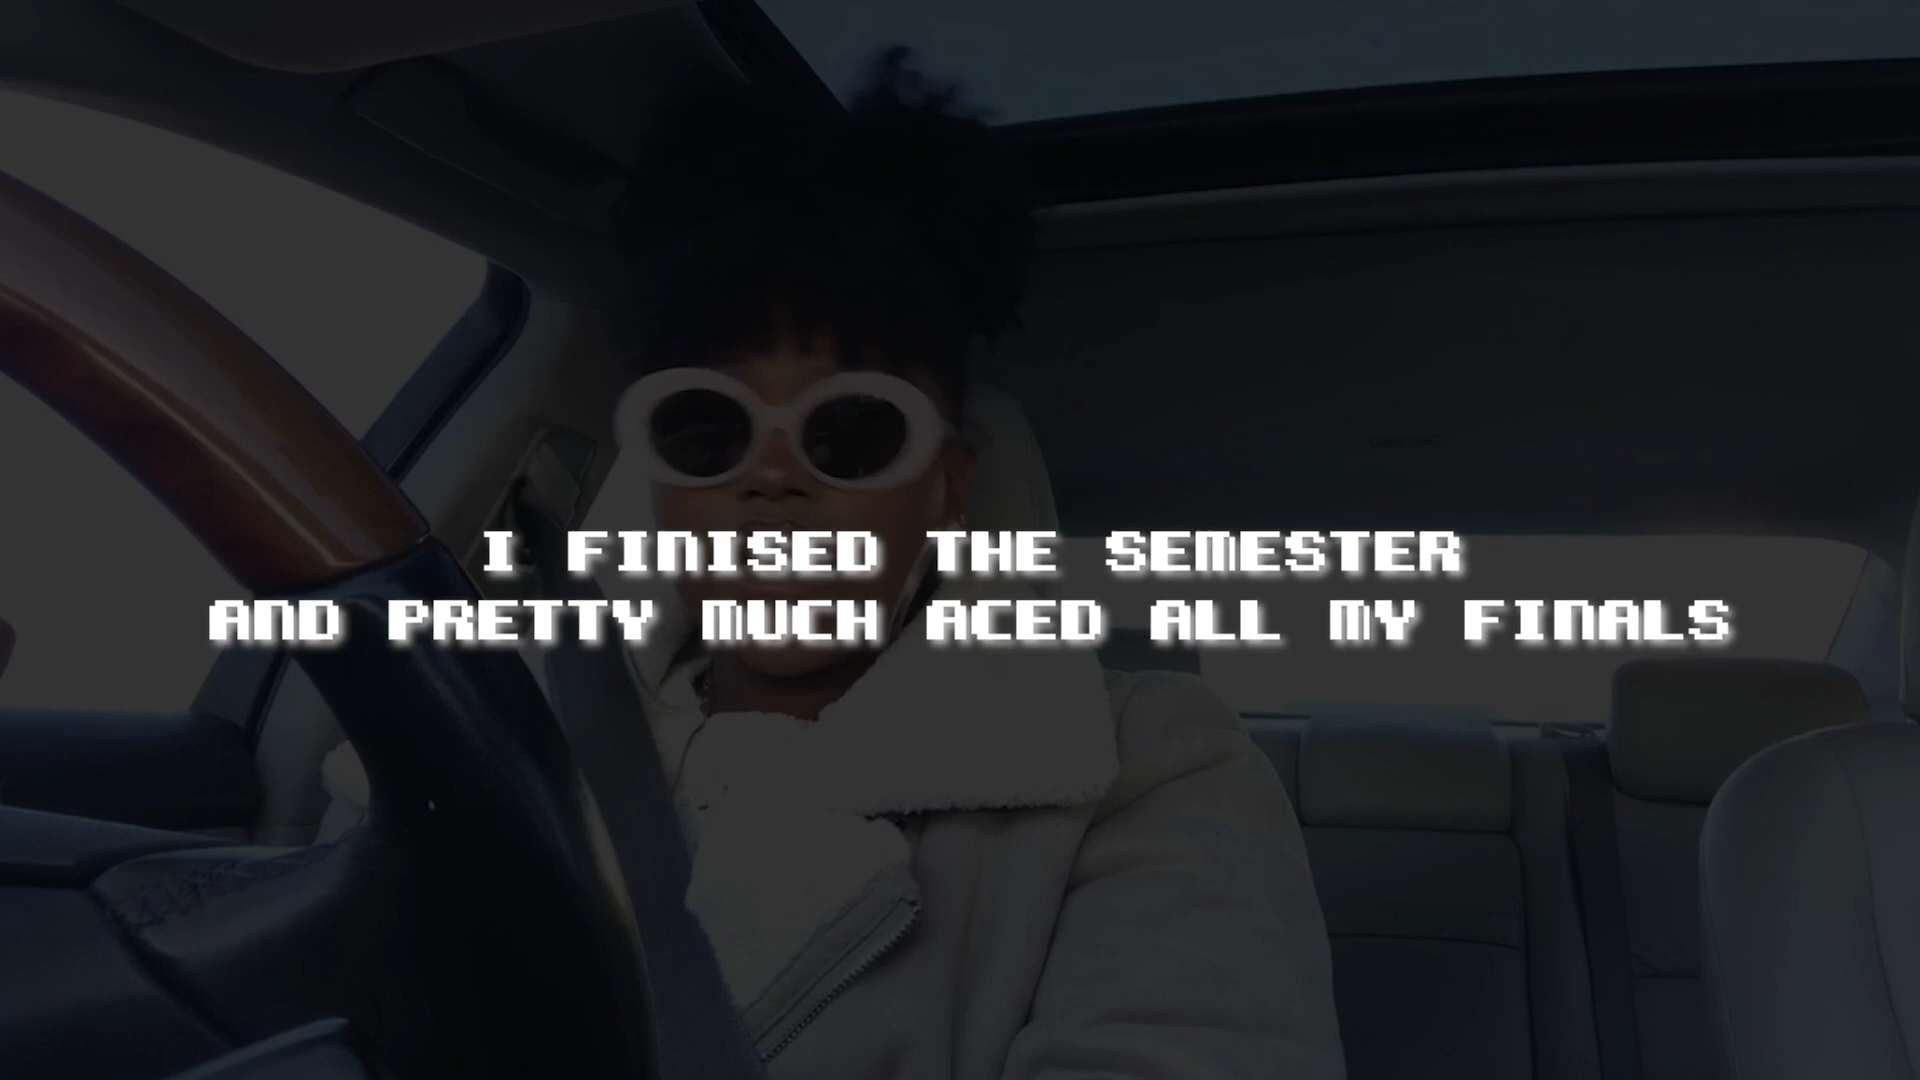 I FINISED THE SEMESTER
AND PRETTY MUCH ACED ALL MY FINALS